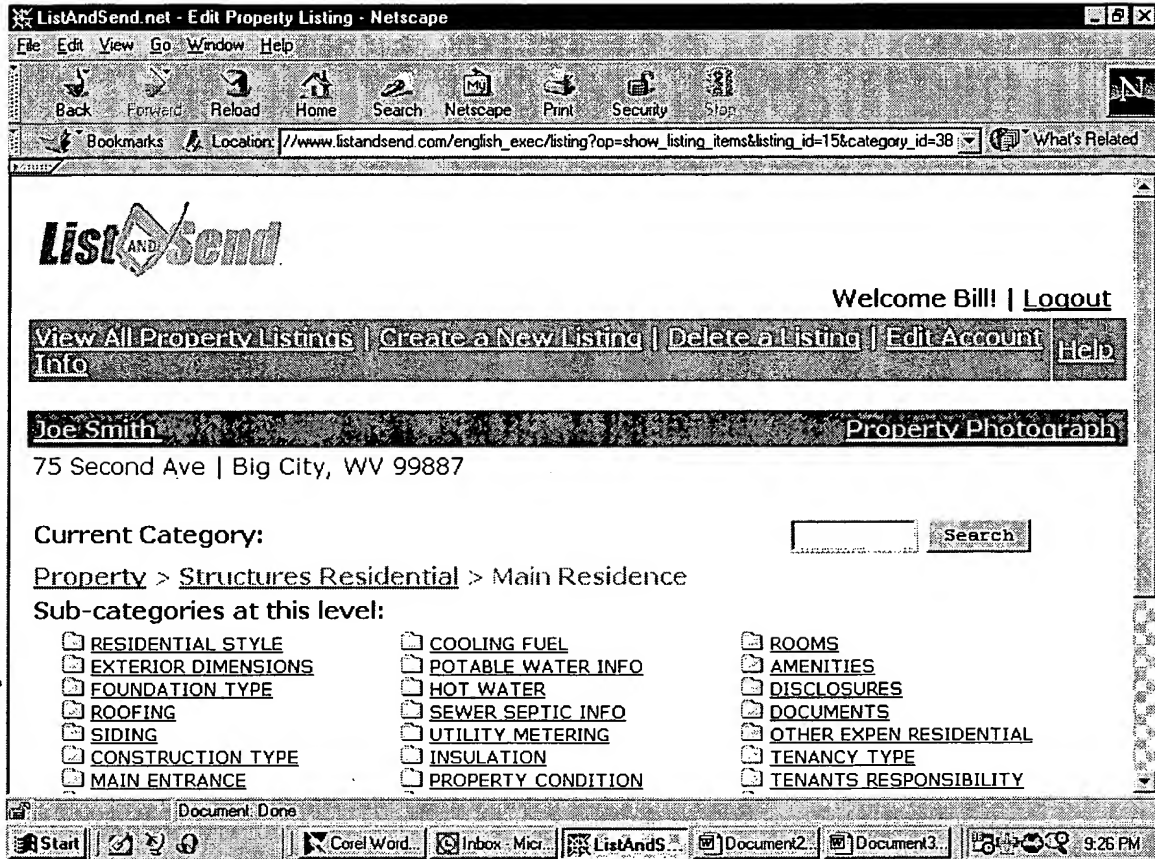 ListAndSend.net - Edit Property Listing - Netscape
File Edit View Go Window Help
Back Forward Reload Home Search Netscape Print Security Stop
My
N
Bookmarks Location: //www.listandsend.com/english_exec/listing?op=show_listing_items&listing_id=15&category_id=38 What's Related
List AND Send
Welcome Bill! | Logout
View All Property Listings | Create a New Listing | Delete a Listing | Edit Account
Info
Help
Joe Smith Property Photograph
75 Second Ave | Big City, WV 99887
Current Category: Search
Property > Structures Residential > Main Residence
Sub-categories at this level:
RESIDENTIAL STYLE COOLING FUEL ROOMS
EXTERIOR DIMENSIONS POTABLE WATER INFO AMENITIES
FOUNDATION TYPE HOT WATER DISCLOSURES
ROOFING SEWER SEPTIC INFO DOCUMENTS
SIDING UTILITY METERING OTHER EXPEN RESIDENTIAL
CONSTRUCTION TYPE INSULATION TENANCY TYPE
MAIN ENTRANCE PROPERTY CONDITION TENANTS RESPONSIBILITY
Document: Done
Start Corel Word... Inbox - Micr... ListAndS... Document2... Document3... 9:26 PM